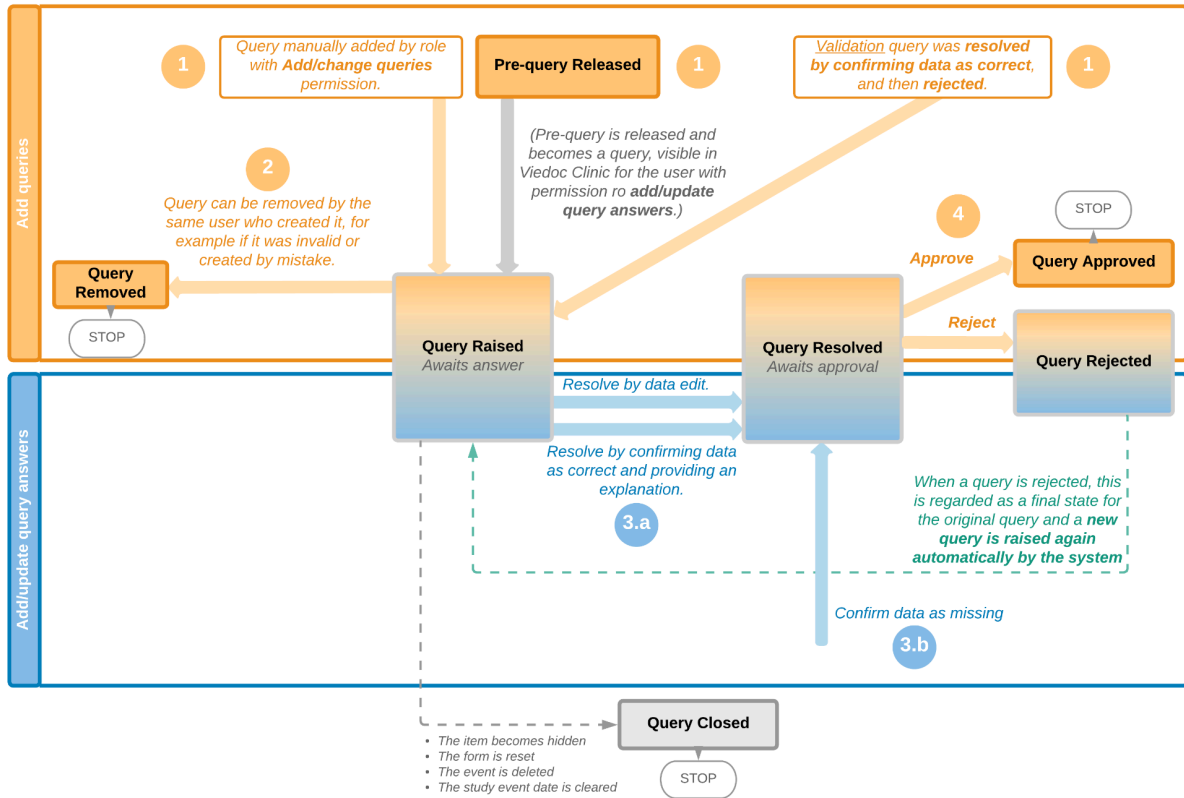 Add queries
1
Query manually added by role
with Add/change queries
permission.
Pre-query Released
1
Validation query was resolved
by confirming data as correct,
and then rejected.
1
(Pre-query is released and
becomes a query, visible in
Viedoc Clinic for the user with
permission ro add/update
query answers.)
2
Query can be removed by the
same user who created it, for
example if it was invalid or
created by mistake.
Query
Removed
STOP
Query Raised
Awaits answer
Query Resolved
Awaits approval
4
Approve
STOP
Query Approved
Reject
Query Rejected
Add/update query answers
Resolve by data edit.
Resolve by confirming data
as correct and providing an
explanation.
3.a
When a query is rejected, this
is regarded as a final state for
the original query and a new
query is raised again
automatically by the system
Confirm data as missing
3.b
Query Closed
STOP
• The item becomes hidden
• The form is reset
• The event is deleted
• The study event date is cleared